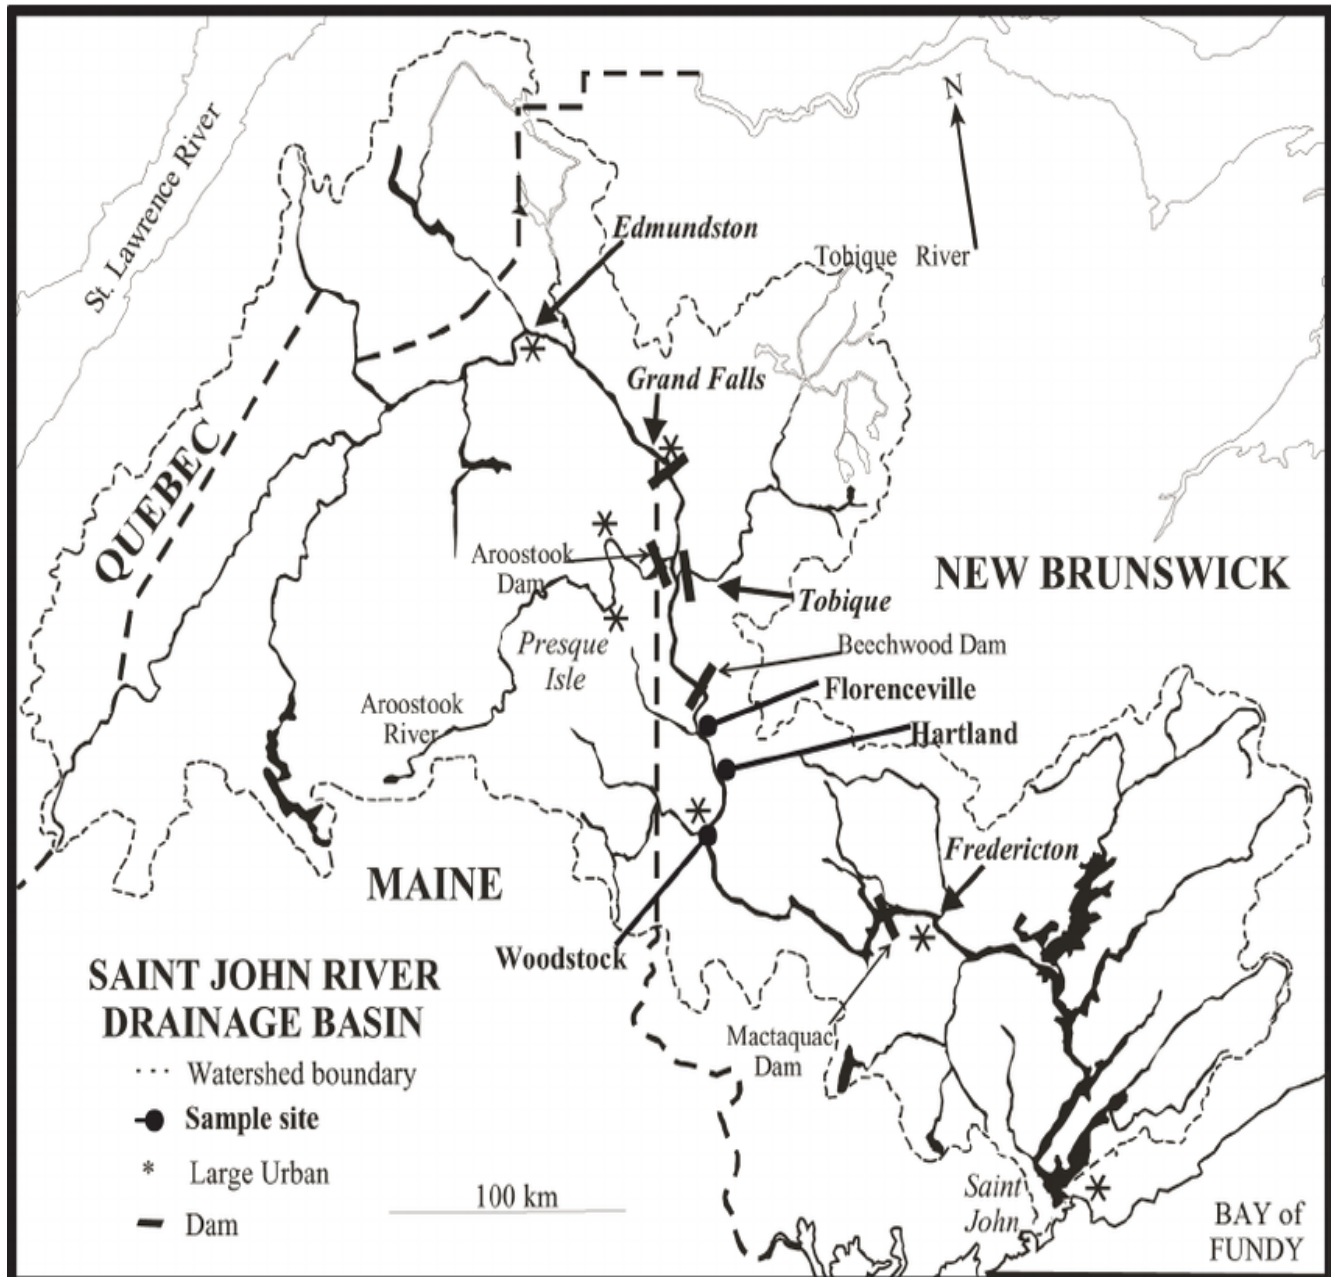 N
St. Lawrence River
Edmundston
Tobique River
Grand Falls
QUEBEC
Aroostook
Dam
NEW BRUNSWICK
Tobique
Presque
Isle
Beechwood Dam
Florenceville
Aroostook
River
Hartland
Fredericton
MAINE
Woodstock
SAINT JOHN RIVER
DRAINAGE BASIN
Watershed boundary
Sample site
Large Urban
Dam
Mactaquac
Dam
100 km
Saint
John
BAY of
FUNDY